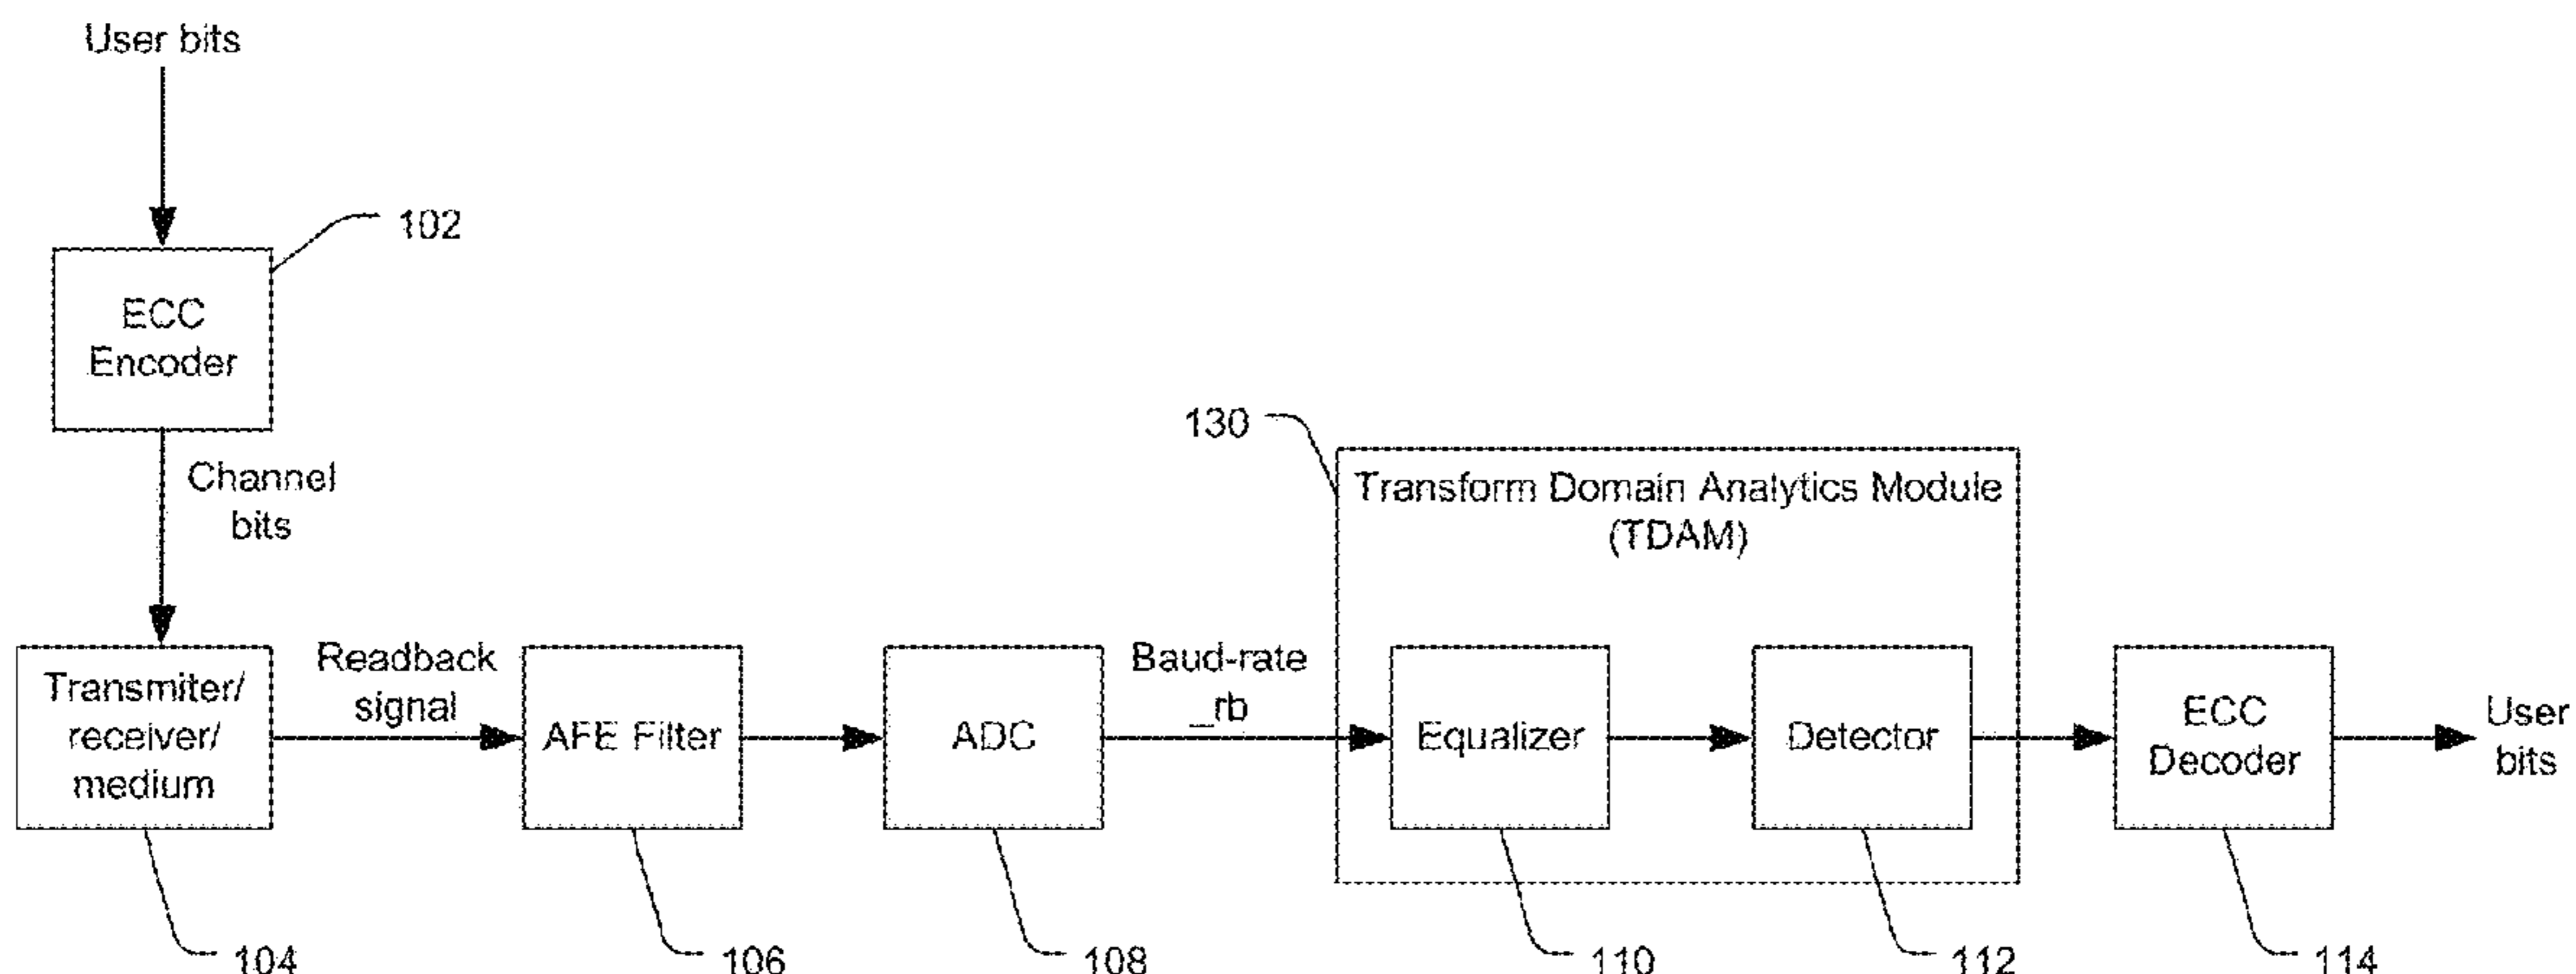 User bits
102
ECC
Encoder
Channel
bits
130
Transform Domain Analytics Module
(TDAM)
Transmiter/
receiver/
medium
Readback
signal
AFE Filter
ADC
Baud-rate
_rb
Equalizer
Detector
ECC
Decoder
User
bits
104
106
108
110
112
114